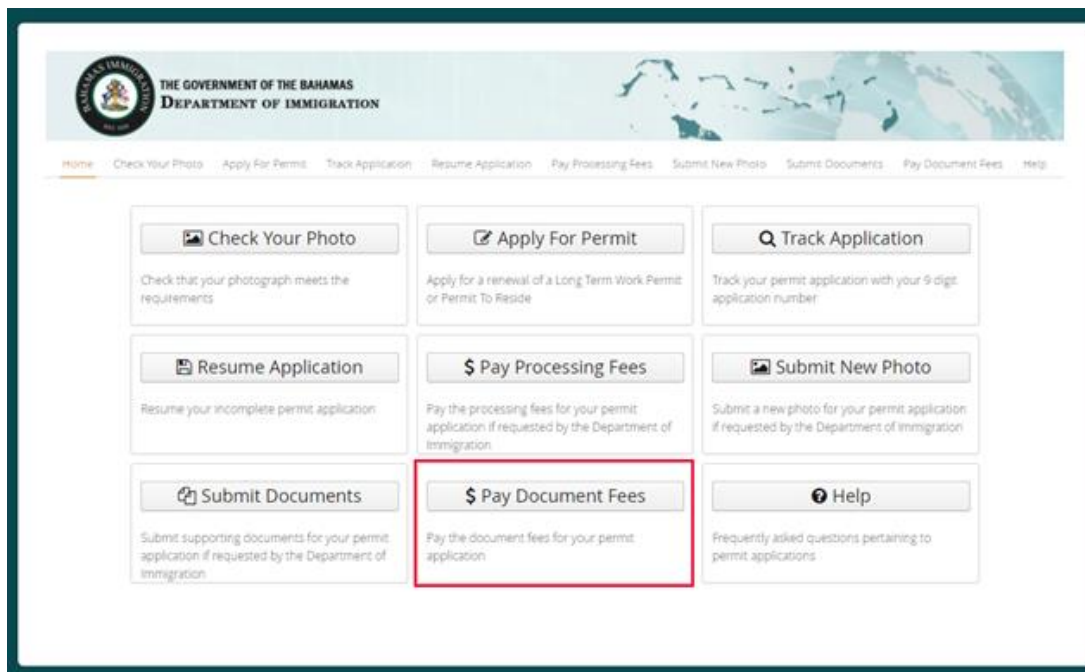 BAHAMAS IMMIGRATION
THE GOVERNMENT OF THE BAHAMAS
DEPARTMENT OF IMMIGRATION
Home Check Your Photo Apply For Permit Track Application Resume Application Pay Processing Fees Submit New Photo Submit Documents Pay Document Fees Help
Check Your Photo
Check that your photograph meets the
requirements
Apply For Permit
Apply for a renewal of a Long Term Work Permit
or Permit To Reside
Track Application
Track your permit application with your 9 digit
application number
Resume Application
Resume your incomplete permit application
$ Pay Processing Fees
Pay the processing fees for your permit
application if requested by the Department of
Immigration
Submit New Photo
Submit a new photo for your permit application
if requested by the Department of Immigration
Submit Documents
Submit supporting documents for your permit
application if requested by the Department of
Immigration
$ Pay Document Fees
Pay the document fees for your permit
application
Help
Frequently asked questions pertaining to
permit applications